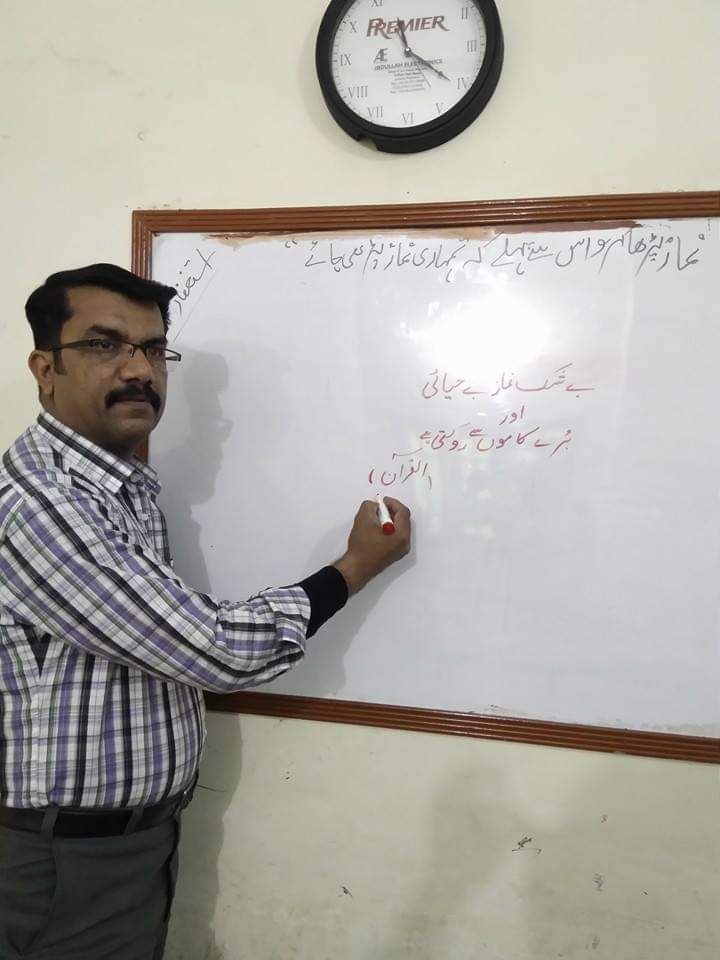 XI
XII
II
X
III
IX
IV
VIII
V
VII
VI
PREMIER
AE
ABDULLAH ELECTRONICS
نماز پڑھا کرو اس سے پہلے کہ تمہاری نماز پڑھی جائے
استغفار
بے شک نماز بے حیائی
اور
بُرے کاموں سے روکتی ہے
(القرآن)